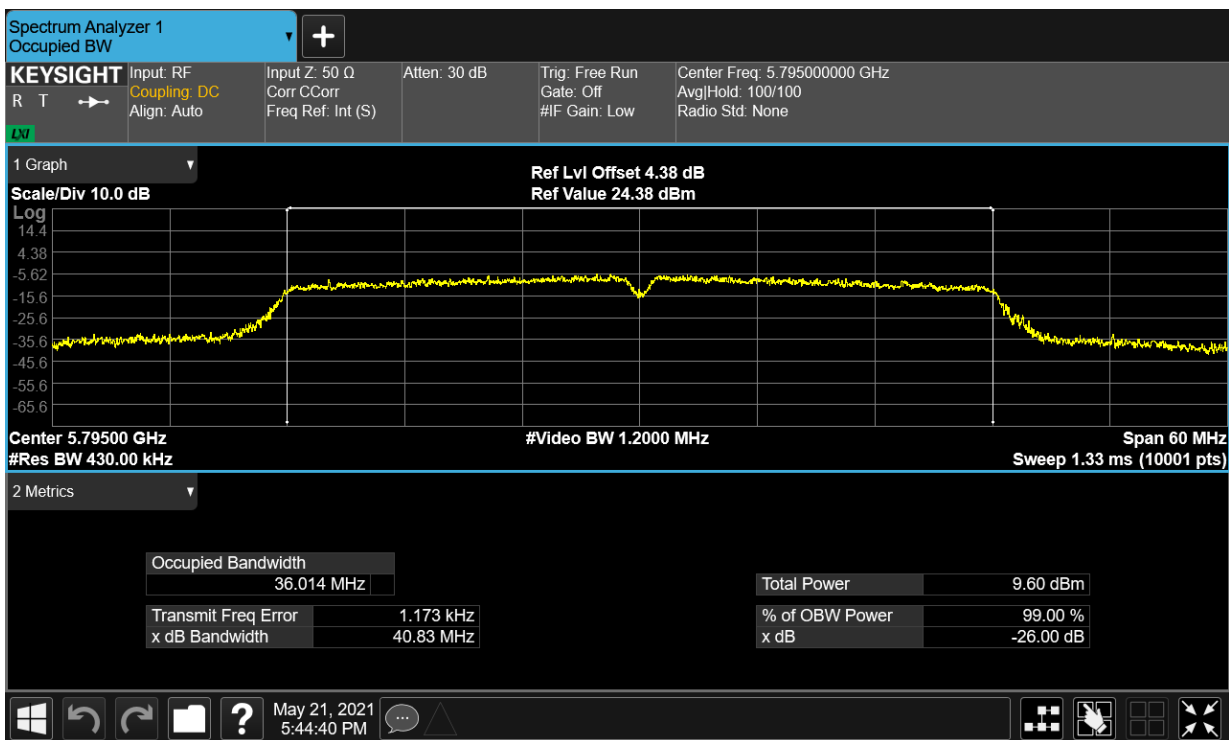 Spectrum Analyzer 1
Occupied BW
+
KEYSIGHT Input: RF Input Z: 50 Ω Atten: 30 dB Trig: Free Run Center Freq: 5.795000000 GHz
R T Coupling: DC Corr CCorr Gate: Off Avg|Hold: 100/100
Align: Auto Freq Ref: Int (S) #IF Gain: Low Radio Std: None
LXI
1 Graph
Ref Lvl Offset 4.38 dB
Scale/Div 10.0 dB Ref Value 24.38 dBm
Log
14.4
4.38
-5.62
-15.6
-25.6
-35.6
-45.6
-55.6
-65.6
Center 5.79500 GHz #Video BW 1.2000 MHz Span 60 MHz
#Res BW 430.00 kHz Sweep 1.33 ms (10001 pts)
2 Metrics
Occupied Bandwidth
36.014 MHz Total Power 9.60 dBm
Transmit Freq Error 1.173 kHz % of OBW Power 99.00 %
x dB Bandwidth 40.83 MHz x dB -26.00 dB
? May 21, 2021
5:44:40 PM